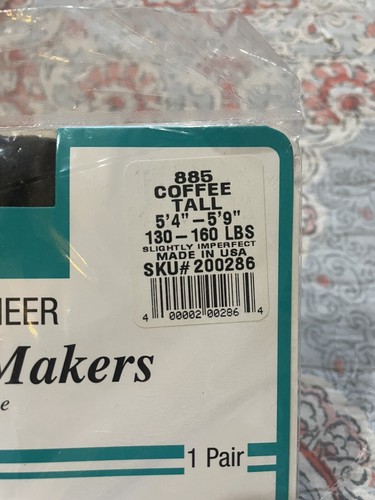 885
COFFEE
TALL
5'4" – 5'9"
130 – 160 LBS
SLIGHTLY IMPERFECT
MADE IN USA
SKU# 200286
4 00002 00286 4
HEER
Makers
e
1 Pair